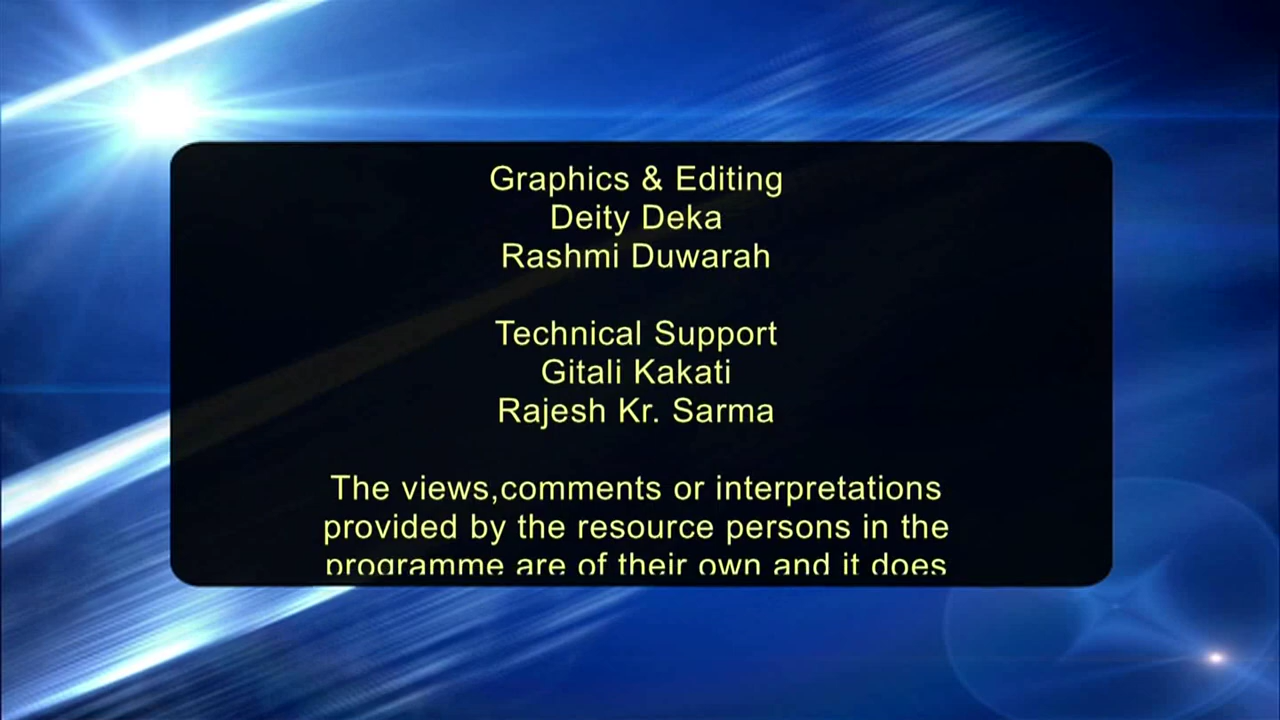 Graphics & Editing
Deity Deka
Rashmi Duwarah
Technical Support
Gitali Kakati
Rajesh Kr. Sarma
The views,comments or interpretations
provided by the resource persons in the
programme are of their own and it does